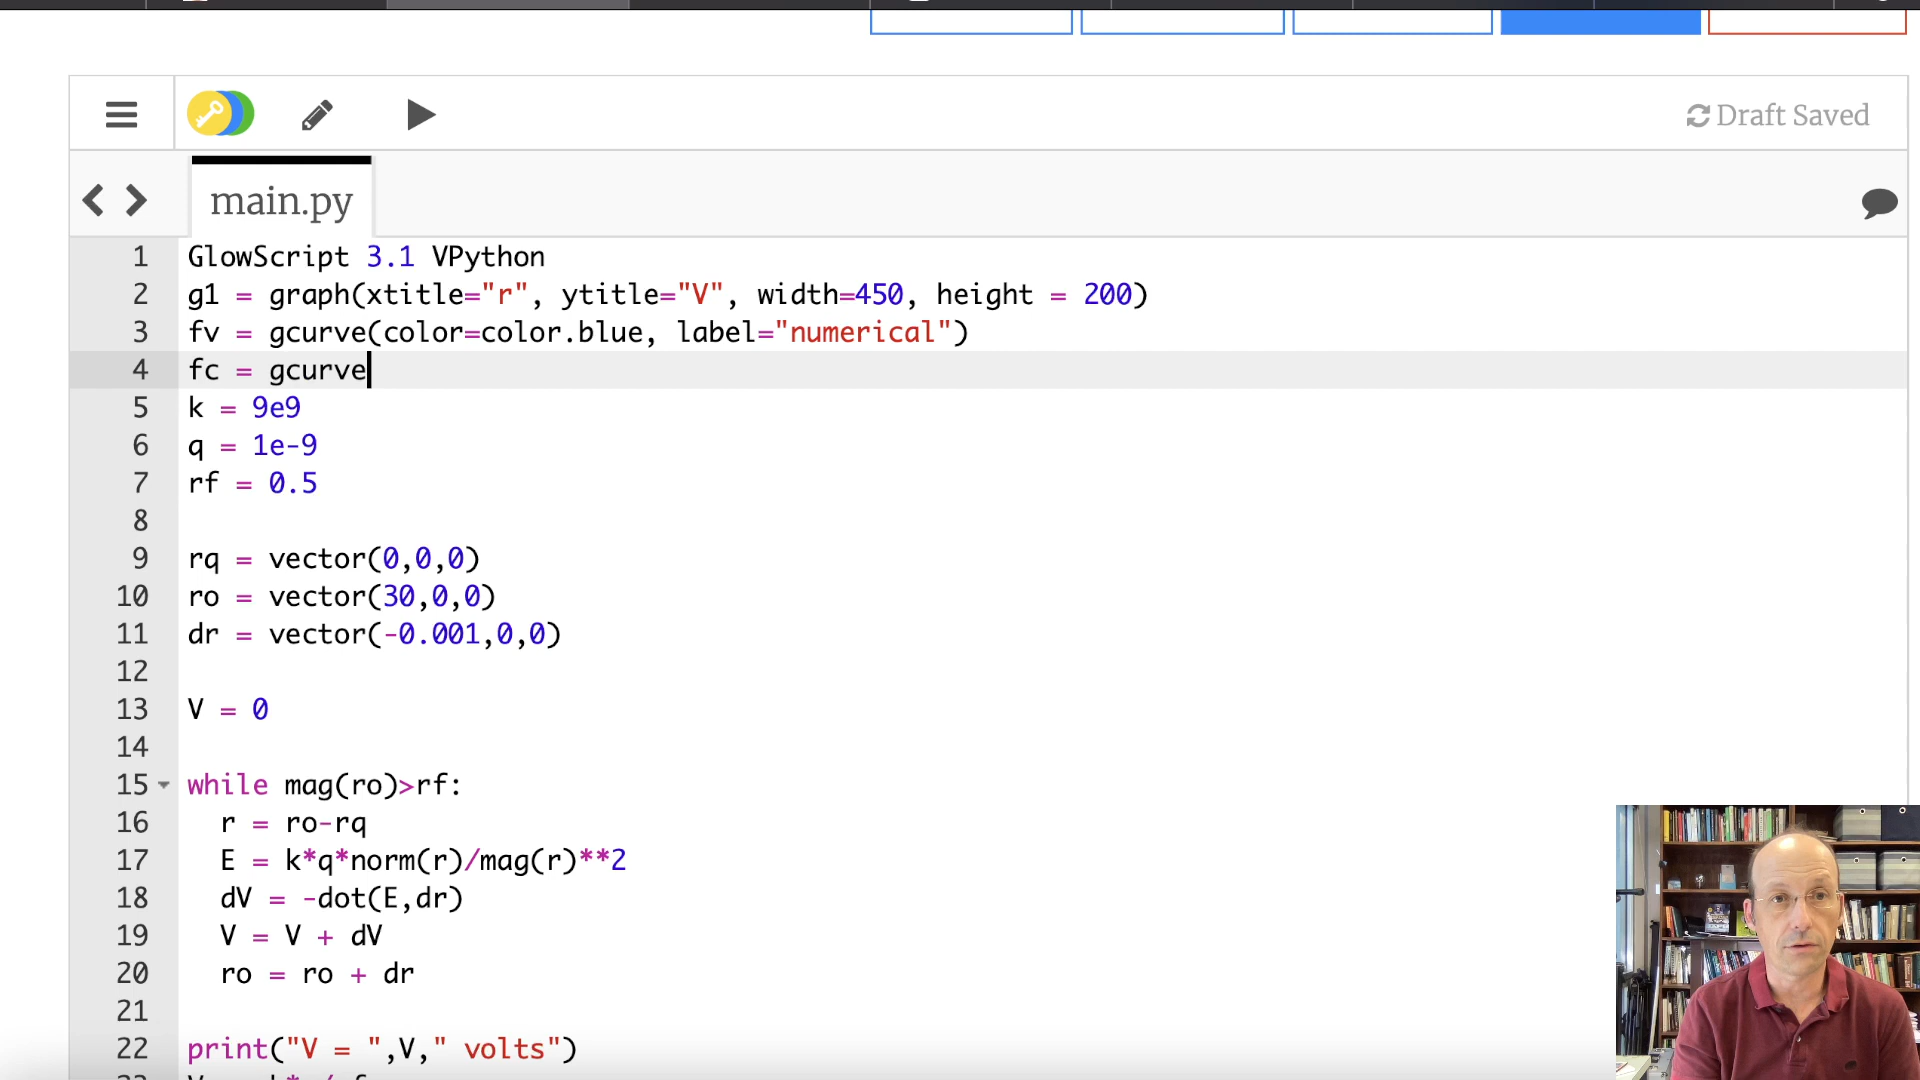 Draft Saved
main.py
1 GlowScript 3.1 VPython
2 g1 = graph(xtitle="r", ytitle="V", width=450, height = 200)
3 fv = gcurve(color=color.blue, label="numerical")
4 fc = gcurve
5 k = 9e9
6 q = 1e-9
7 rf = 0.5
8
9 rq = vector(0,0,0)
10 ro = vector(30,0,0)
11 dr = vector(-0.001,0,0)
12
13 V = 0
14
15 while mag(ro)>rf:
16 r = ro-rq
17 E = k*q*norm(r)/mag(r)**2
18 dV = -dot(E,dr)
19 V = V + dV
20 ro = ro + dr
21
22 print("V = ",V," volts")